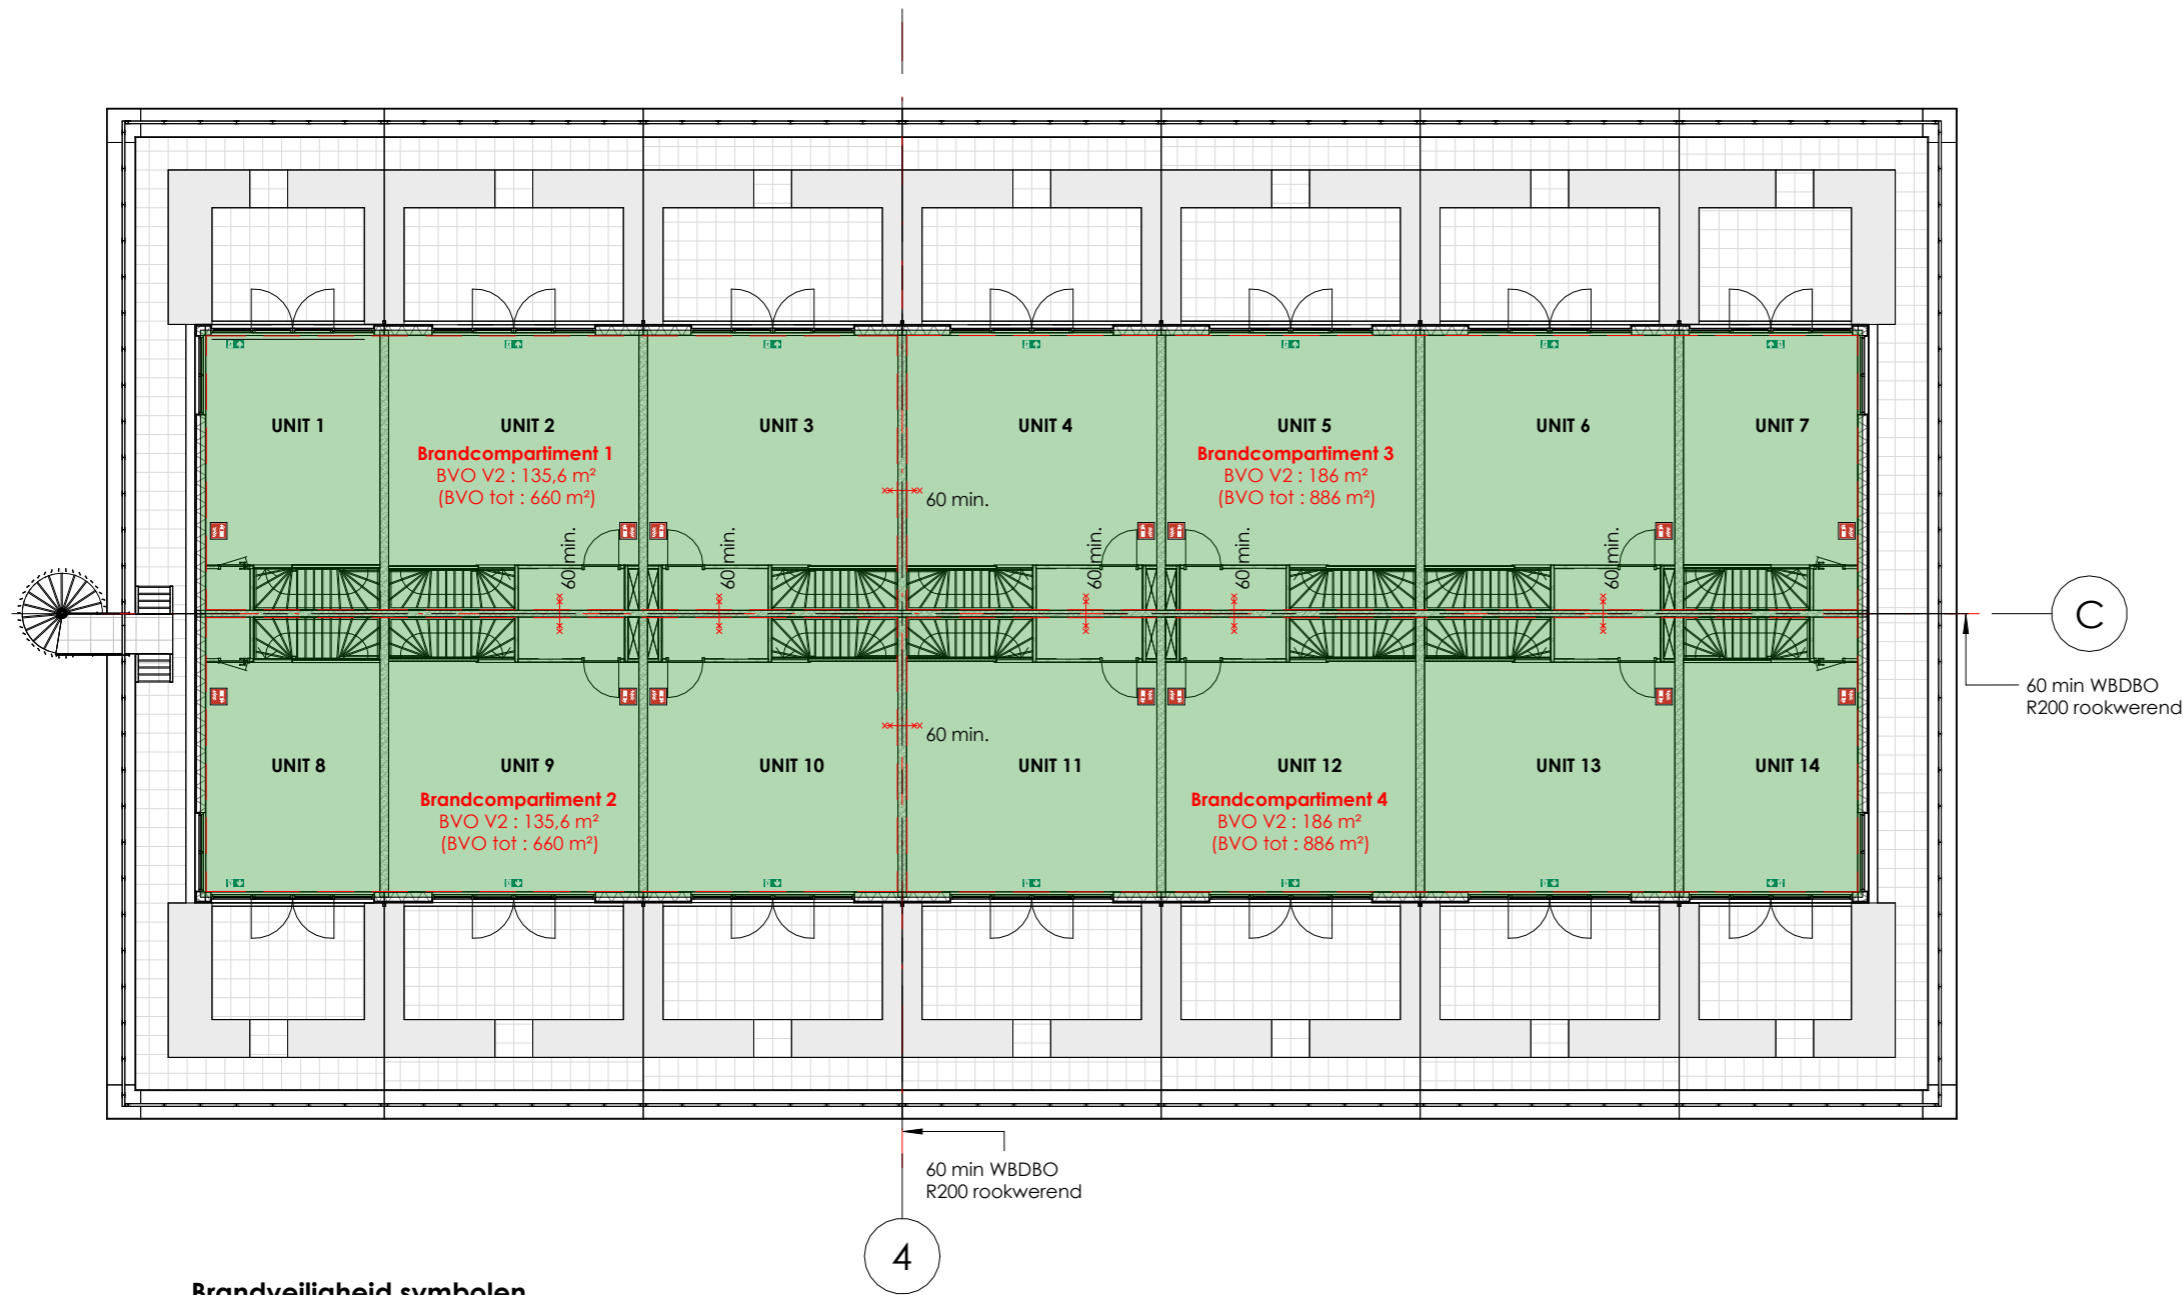 UNIT 1
UNIT 2
UNIT 3
UNIT 4
UNIT 5
UNIT 6
UNIT 7
Brandcompartiment 1
BVO V2 : 135,6 m²
(BVO tot : 660 m²)
Brandcompartiment 3
BVO V2 : 186 m²
(BVO tot : 886 m²)
60 min.
60 min.
60 min.
60 min.
60 min.
60 min.
C
60 min WBDBO
R200 rookwerend
60 min.
UNIT 8
UNIT 9
UNIT 10
UNIT 11
UNIT 12
UNIT 13
UNIT 14
Brandcompartiment 2
BVO V2 : 135,6 m²
(BVO tot : 660 m²)
Brandcompartiment 4
BVO V2 : 186 m²
(BVO tot : 886 m²)
60 min WBDBO
R200 rookwerend
4
Brandveiligheid symbolen